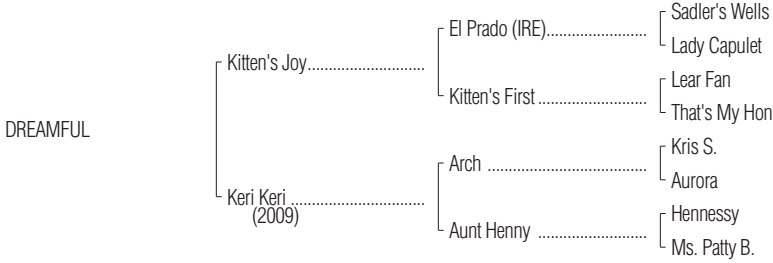 Sadler's Wells
El Prado (IRE)
Lady Capulet
Kitten's Joy
Lear Fan
Kitten's First
That's My Hon
DREAMFUL
Kris S.
Arch
Aurora
Keri Keri
(2009)
Hennessy
Aunt Henny
Ms. Patty B.